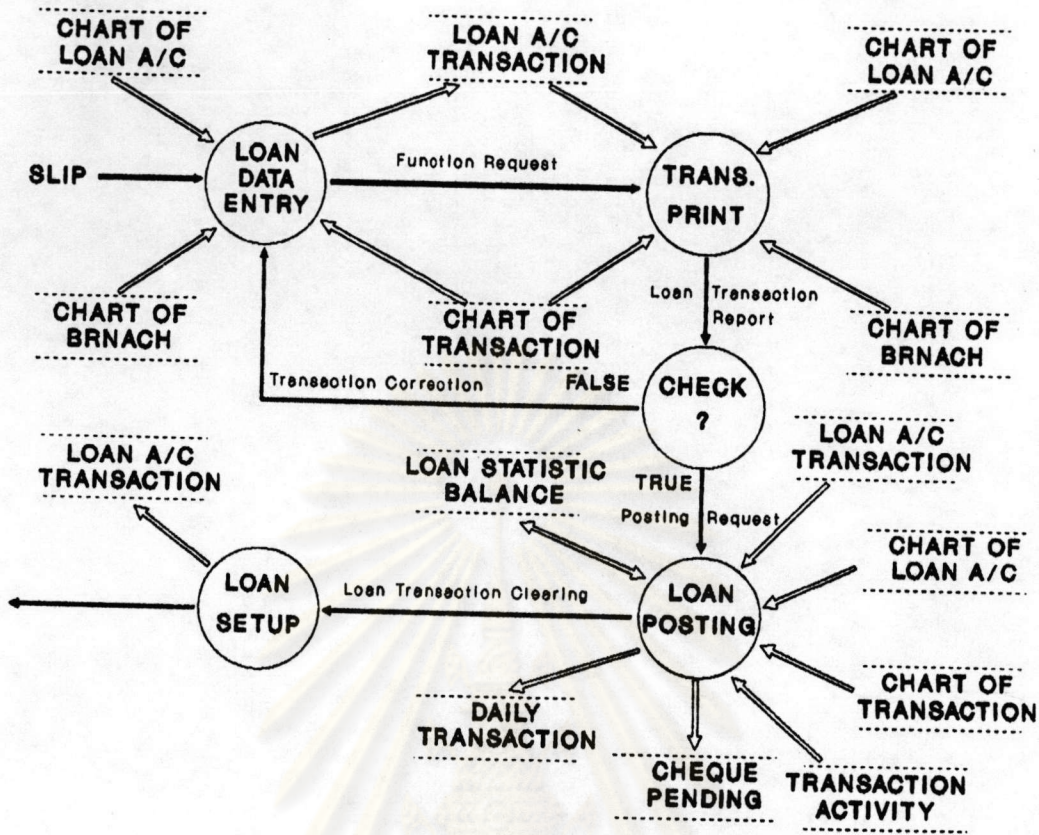 CHART OF
LOAN A/C
LOAN A/C
TRANSACTION
CHART OF
LOAN A/C
SLIP
LOAN
DATA
ENTRY
Function Request
TRANS.
PRINT
CHART OF
BRNACH
CHART OF
TRANSACTION
Loan Transaction
Report
CHART OF
BRNACH
Transaction Correction
FALSE
CHECK
?
LOAN A/C
TRANSACTION
LOAN STATISTIC
BALANCE
TRUE
Posting Request
LOAN A/C
TRANSACTION
CHART OF
LOAN A/C
LOAN
SETUP
Loan Transaction Clearing
LOAN
POSTING
DAILY
TRANSACTION
CHART OF
TRANSACTION
CHEQUE
PENDING
TRANSACTION
ACTIVITY